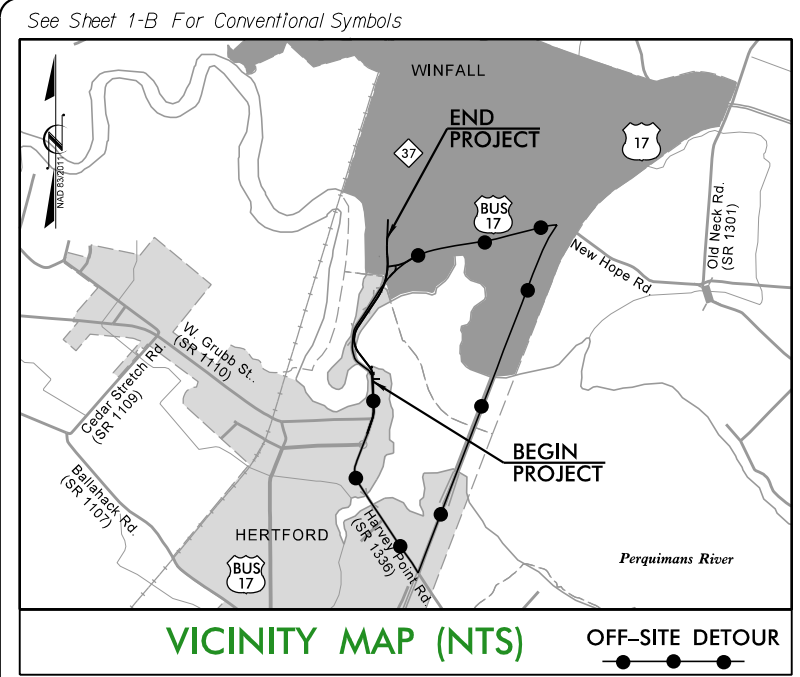 See Sheet 1-B For Conventional Symbols
WINFALL
END
PROJECT
37
17
BUS
17
NAD 83/2011
N
Old Neck Rd.
(SR 1301)
New Hope Rd.
W. Grubb St..
(SR 1110)
Cedar Stretch Rd.
(SR 1109)
Ballahack Rd.
(SR 1107)
BEGIN
PROJECT
HERTFORD
BUS
17
Harvey Point Rd.
(SR 1336)
Perquimans River
VICINITY MAP (NTS)
OFF–SITE DETOUR